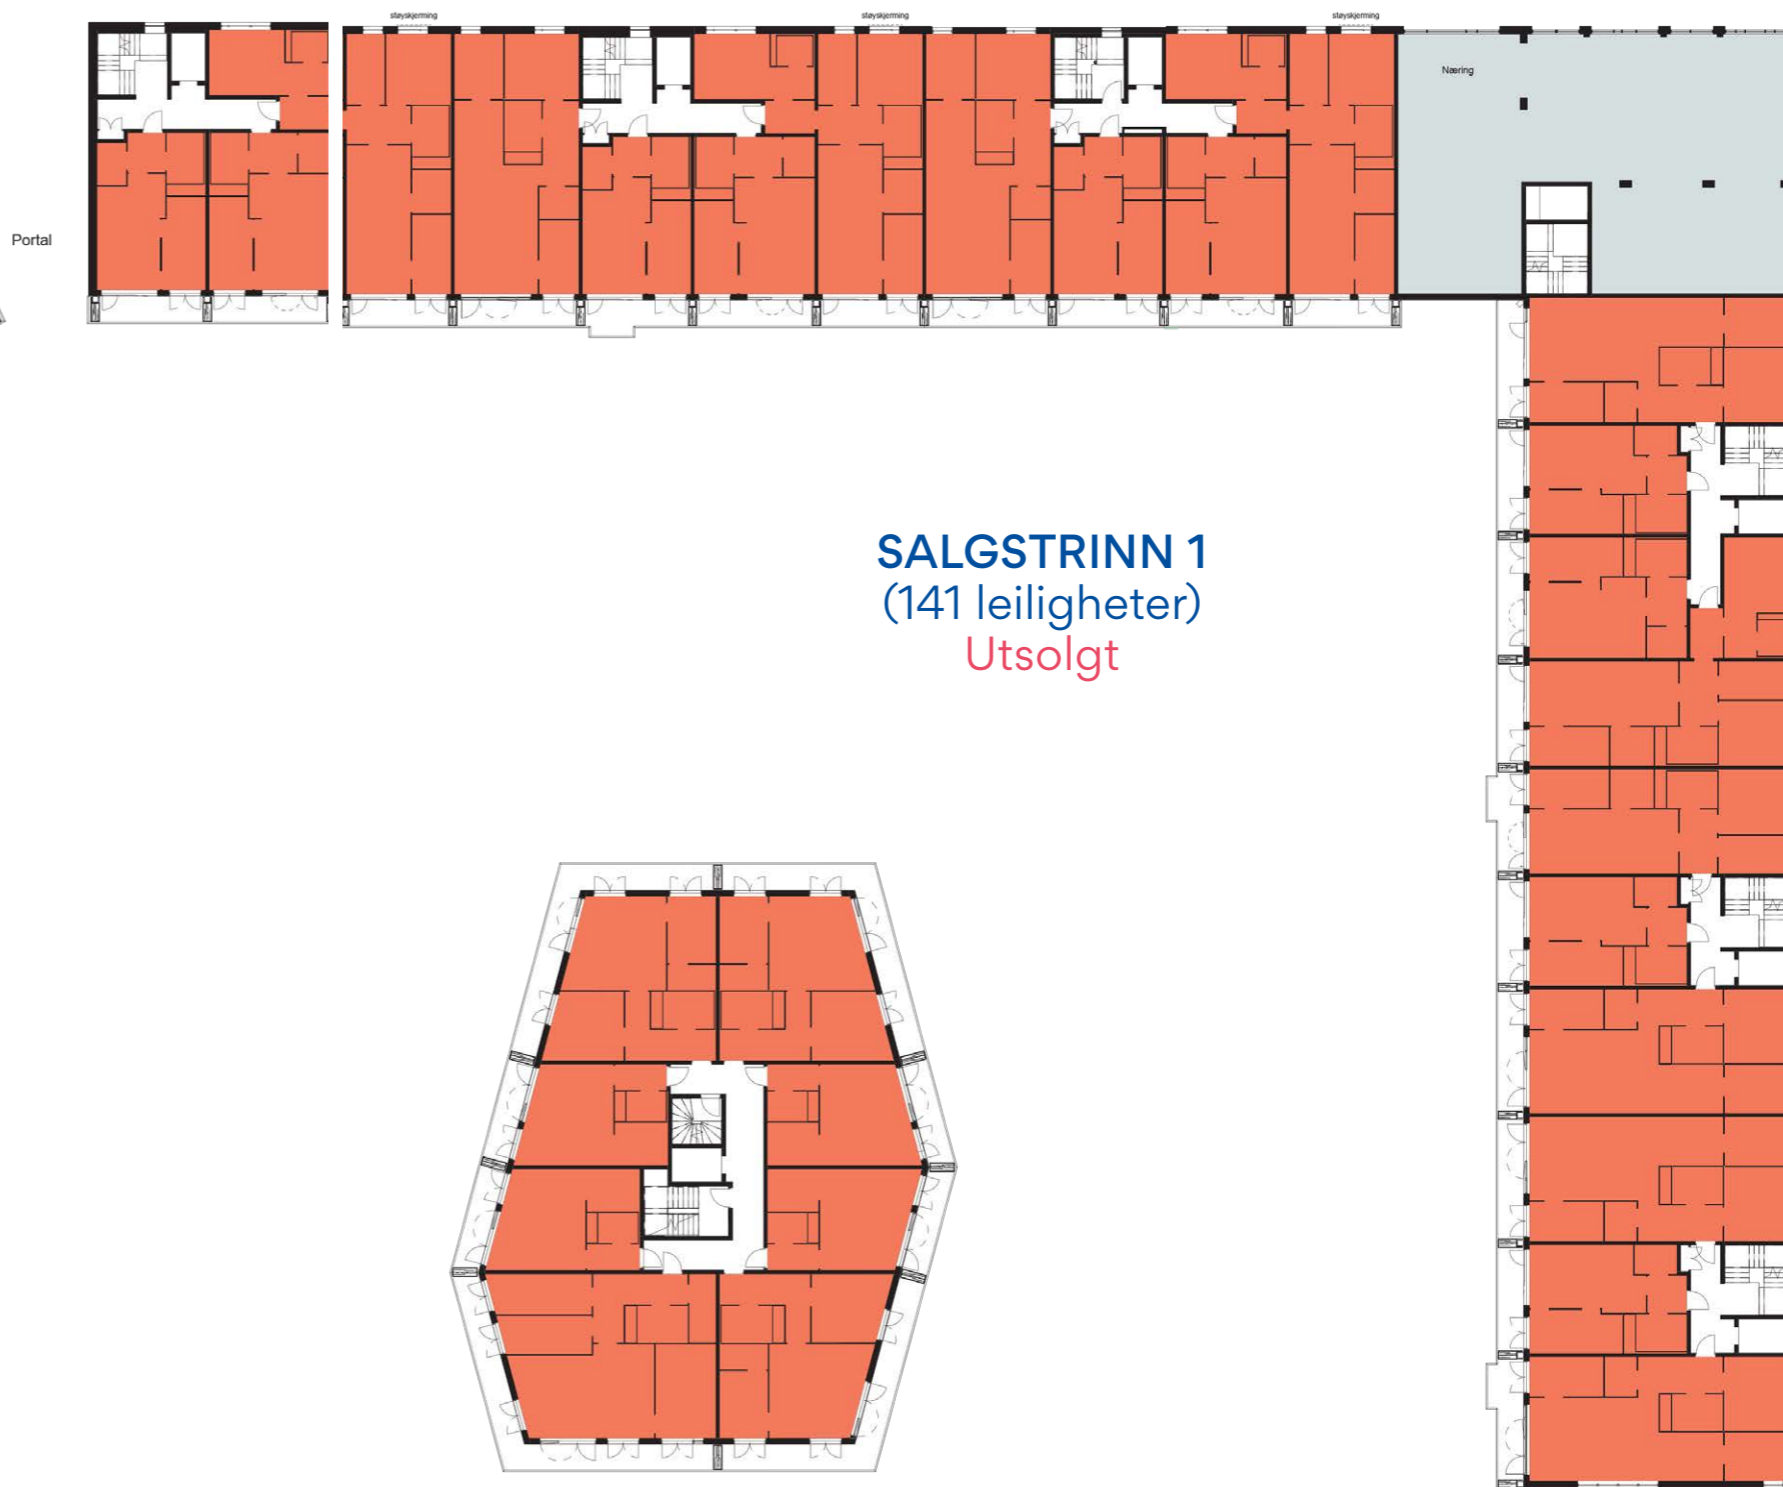 støyskjerming
støyskjerming
støyskjerming
Næring
Portal
SALGSTRINN 1
(141 leiligheter)
Utsolgt